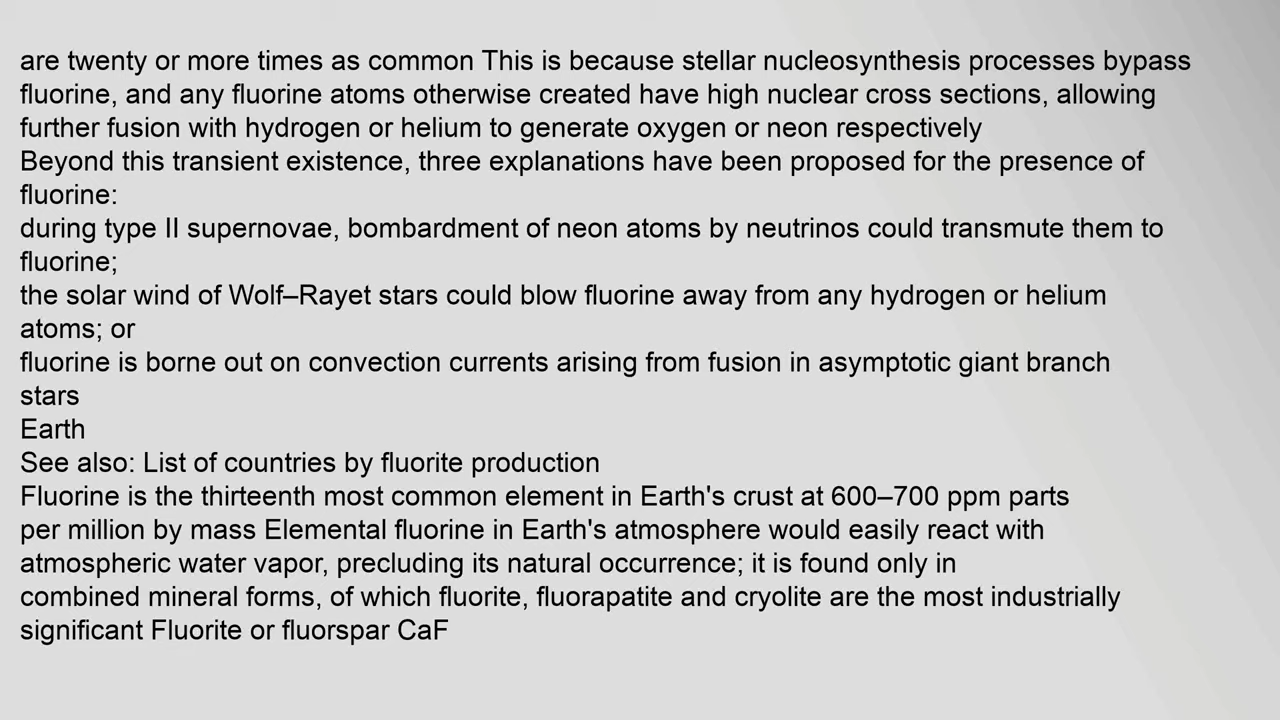 are twenty or more times as common This is because stellar nucleosynthesis processes bypass
fluorine, and any fluorine atoms otherwise created have high nuclear cross sections, allowing
further fusion with hydrogen or helium to generate oxygen or neon respectively
Beyond this transient existence, three explanations have been proposed for the presence of
fluorine:
during type II supernovae, bombardment of neon atoms by neutrinos could transmute them to
fluorine;
the solar wind of Wolf–Rayet stars could blow fluorine away from any hydrogen or helium
atoms; or
fluorine is borne out on convection currents arising from fusion in asymptotic giant branch
stars
Earth
See also: List of countries by fluorite production
Fluorine is the thirteenth most common element in Earth's crust at 600–700 ppm parts
per million by mass Elemental fluorine in Earth's atmosphere would easily react with
atmospheric water vapor, precluding its natural occurrence; it is found only in
combined mineral forms, of which fluorite, fluorapatite and cryolite are the most industrially
significant Fluorite or fluorspar CaF